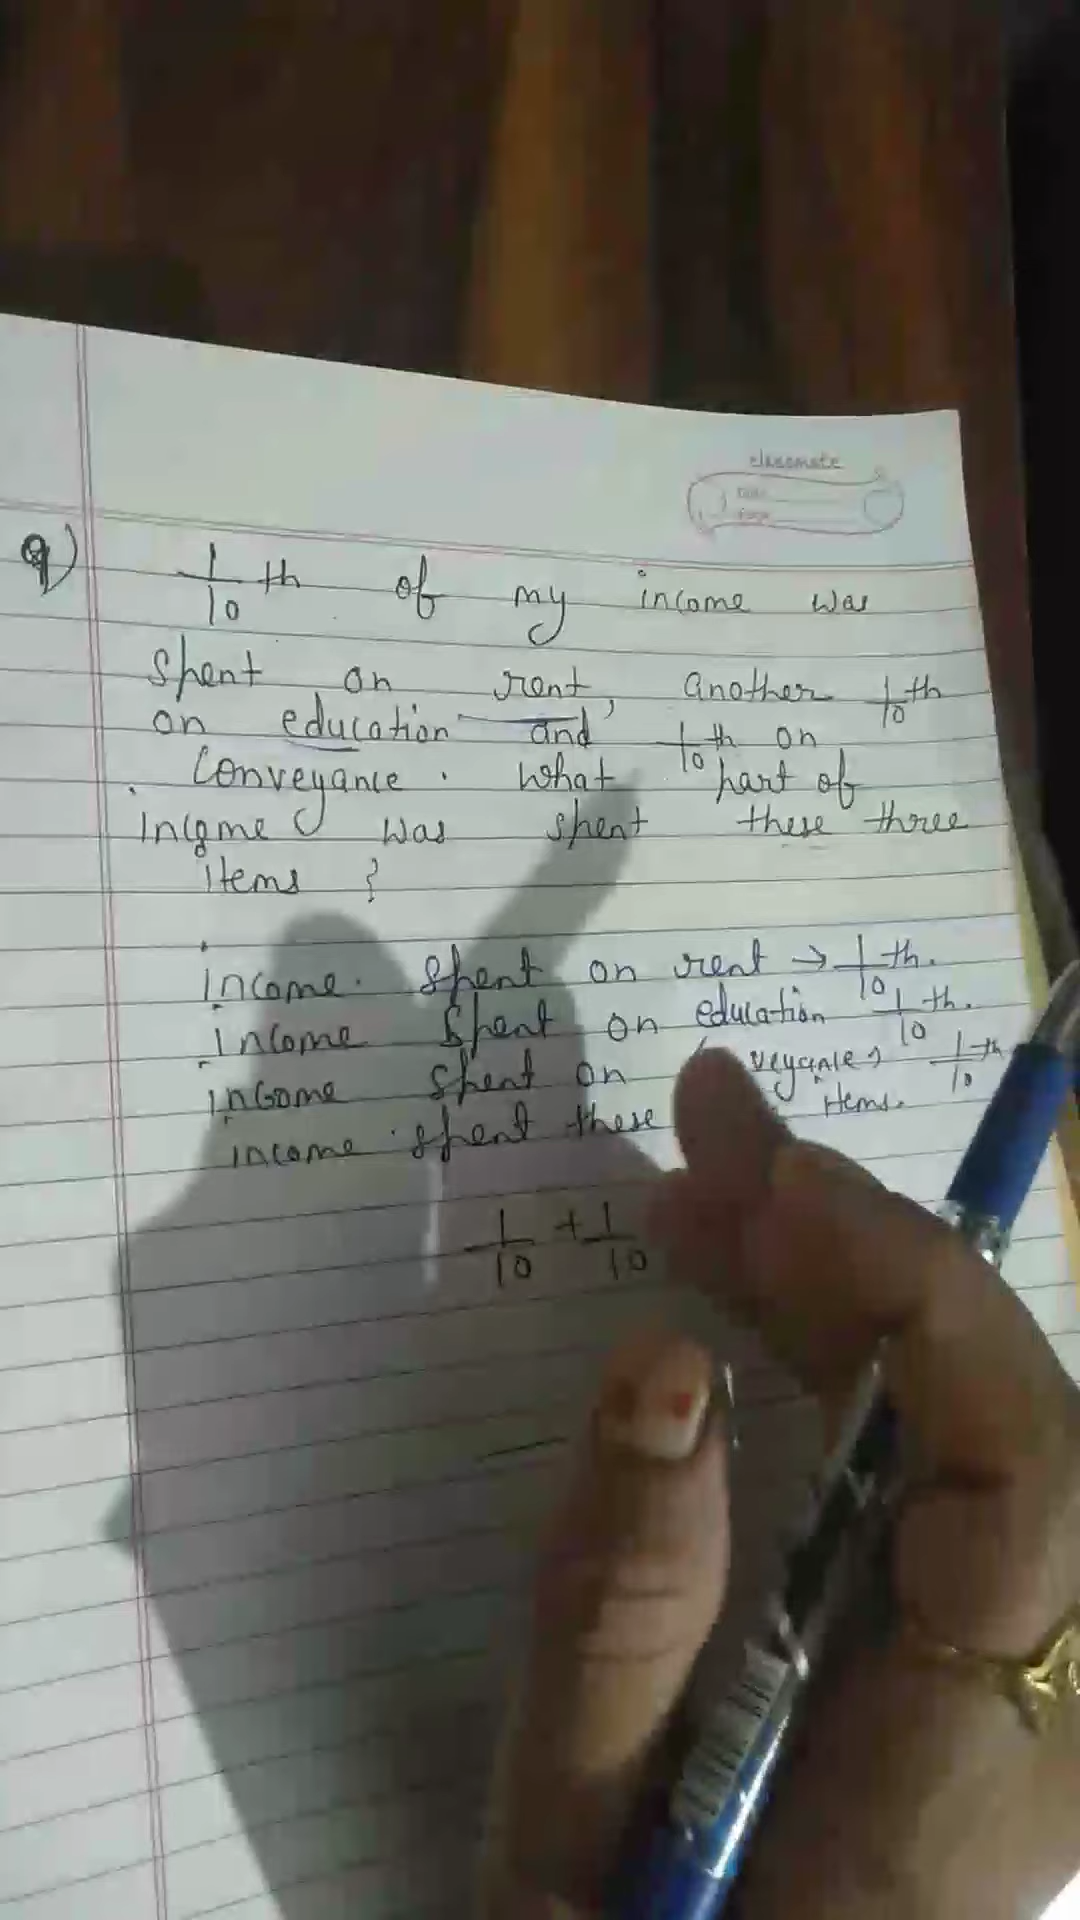 classmate
Date
Page
q)
1/10 th of my income was
spent on rent, another 1/10 th
on education and 1/10 th on
Conveyance. what part of
income was spent these three
items ?
income. spent on rent → 1/10 th.
income spent on education 1/10 th.
income spent on veyance → 1/10 th
income spent these items.
1/10 + 1/10